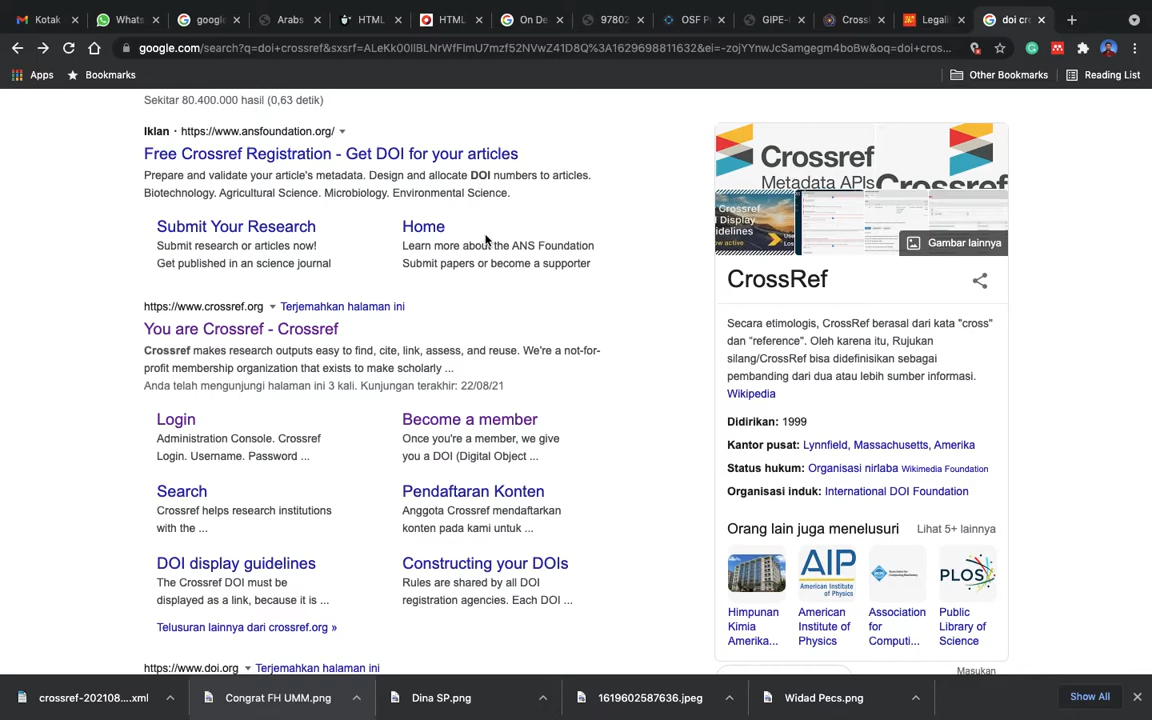 Kotak
Whats
google
Arabs
HTML
HTML
On De
97802
OSF P
GIPE-
Cross
Legali
doi cr
google.com/search?q=doi+crossref&sxsrf=ALeKk00IlBLNrWfFlmU7mzf52NVwZ41D8Q%3A1629698811632&ei=-zojYYnwJcSamgegm4boBw&oq=doi+cros...
Apps
Bookmarks
Other Bookmarks
Reading List
Sekitar 80.400.000 hasil (0,63 detik)
Iklan · https://www.ansfoundation.org/
Free Crossref Registration - Get DOI for your articles
Prepare and validate your article's metadata. Design and allocate DOI numbers to articles.
Biotechnology. Agricultural Science. Microbiology. Environmental Science.
Submit Your Research
Submit research or articles now!
Get published in an science journal
Home
Learn more about the ANS Foundation
Submit papers or become a supporter
https://www.crossref.org
Terjemahkan halaman ini
You are Crossref - Crossref
Crossref makes research outputs easy to find, cite, link, assess, and reuse. We're a not-for-
profit membership organization that exists to make scholarly ...
Anda telah mengunjungi halaman ini 3 kali. Kunjungan terakhir: 22/08/21
Login
Administration Console. Crossref
Login. Username. Password ...
Become a member
Once you're a member, we give
you a DOI (Digital Object ...
Search
Crossref helps research institutions
with the ...
Pendaftaran Konten
Anggota Crossref mendaftarkan
konten pada kami untuk ...
DOI display guidelines
The Crossref DOI must be
displayed as a link, because it is ...
Constructing your DOIs
Rules are shared by all DOI
registration agencies. Each DOI ...
Telusuran lainnya dari crossref.org »
https://www.doi.org
Terjemahkan halaman ini
Crossref
Metadata APIs
Crossref
Crossref
d Display
idelines
w active
Gambar lainnya
CrossRef
Secara etimologis, CrossRef berasal dari kata "cross"
dan "reference". Oleh karena itu, Rujukan
silang/CrossRef bisa didefinisikan sebagai
pembanding dari dua atau lebih sumber informasi.
Wikipedia
Didirikan: 1999
Kantor pusat: Lynnfield, Massachusetts, Amerika
Status hukum: Organisasi nirlaba Wikimedia Foundation
Organisasi induk: International DOI Foundation
Orang lain juga menelusuri
Lihat 5+ lainnya
AIP
American Institute
of Physics
PLOS
Himpunan
Kimia
Amerika...
American
Institute of
Physics
Association
for
Computi...
Public
Library of
Science
Masukan
crossref-202108....xml
Congrat FH UMM.png
Dina SP.png
1619602587636.jpeg
Widad Pecs.png
Show All